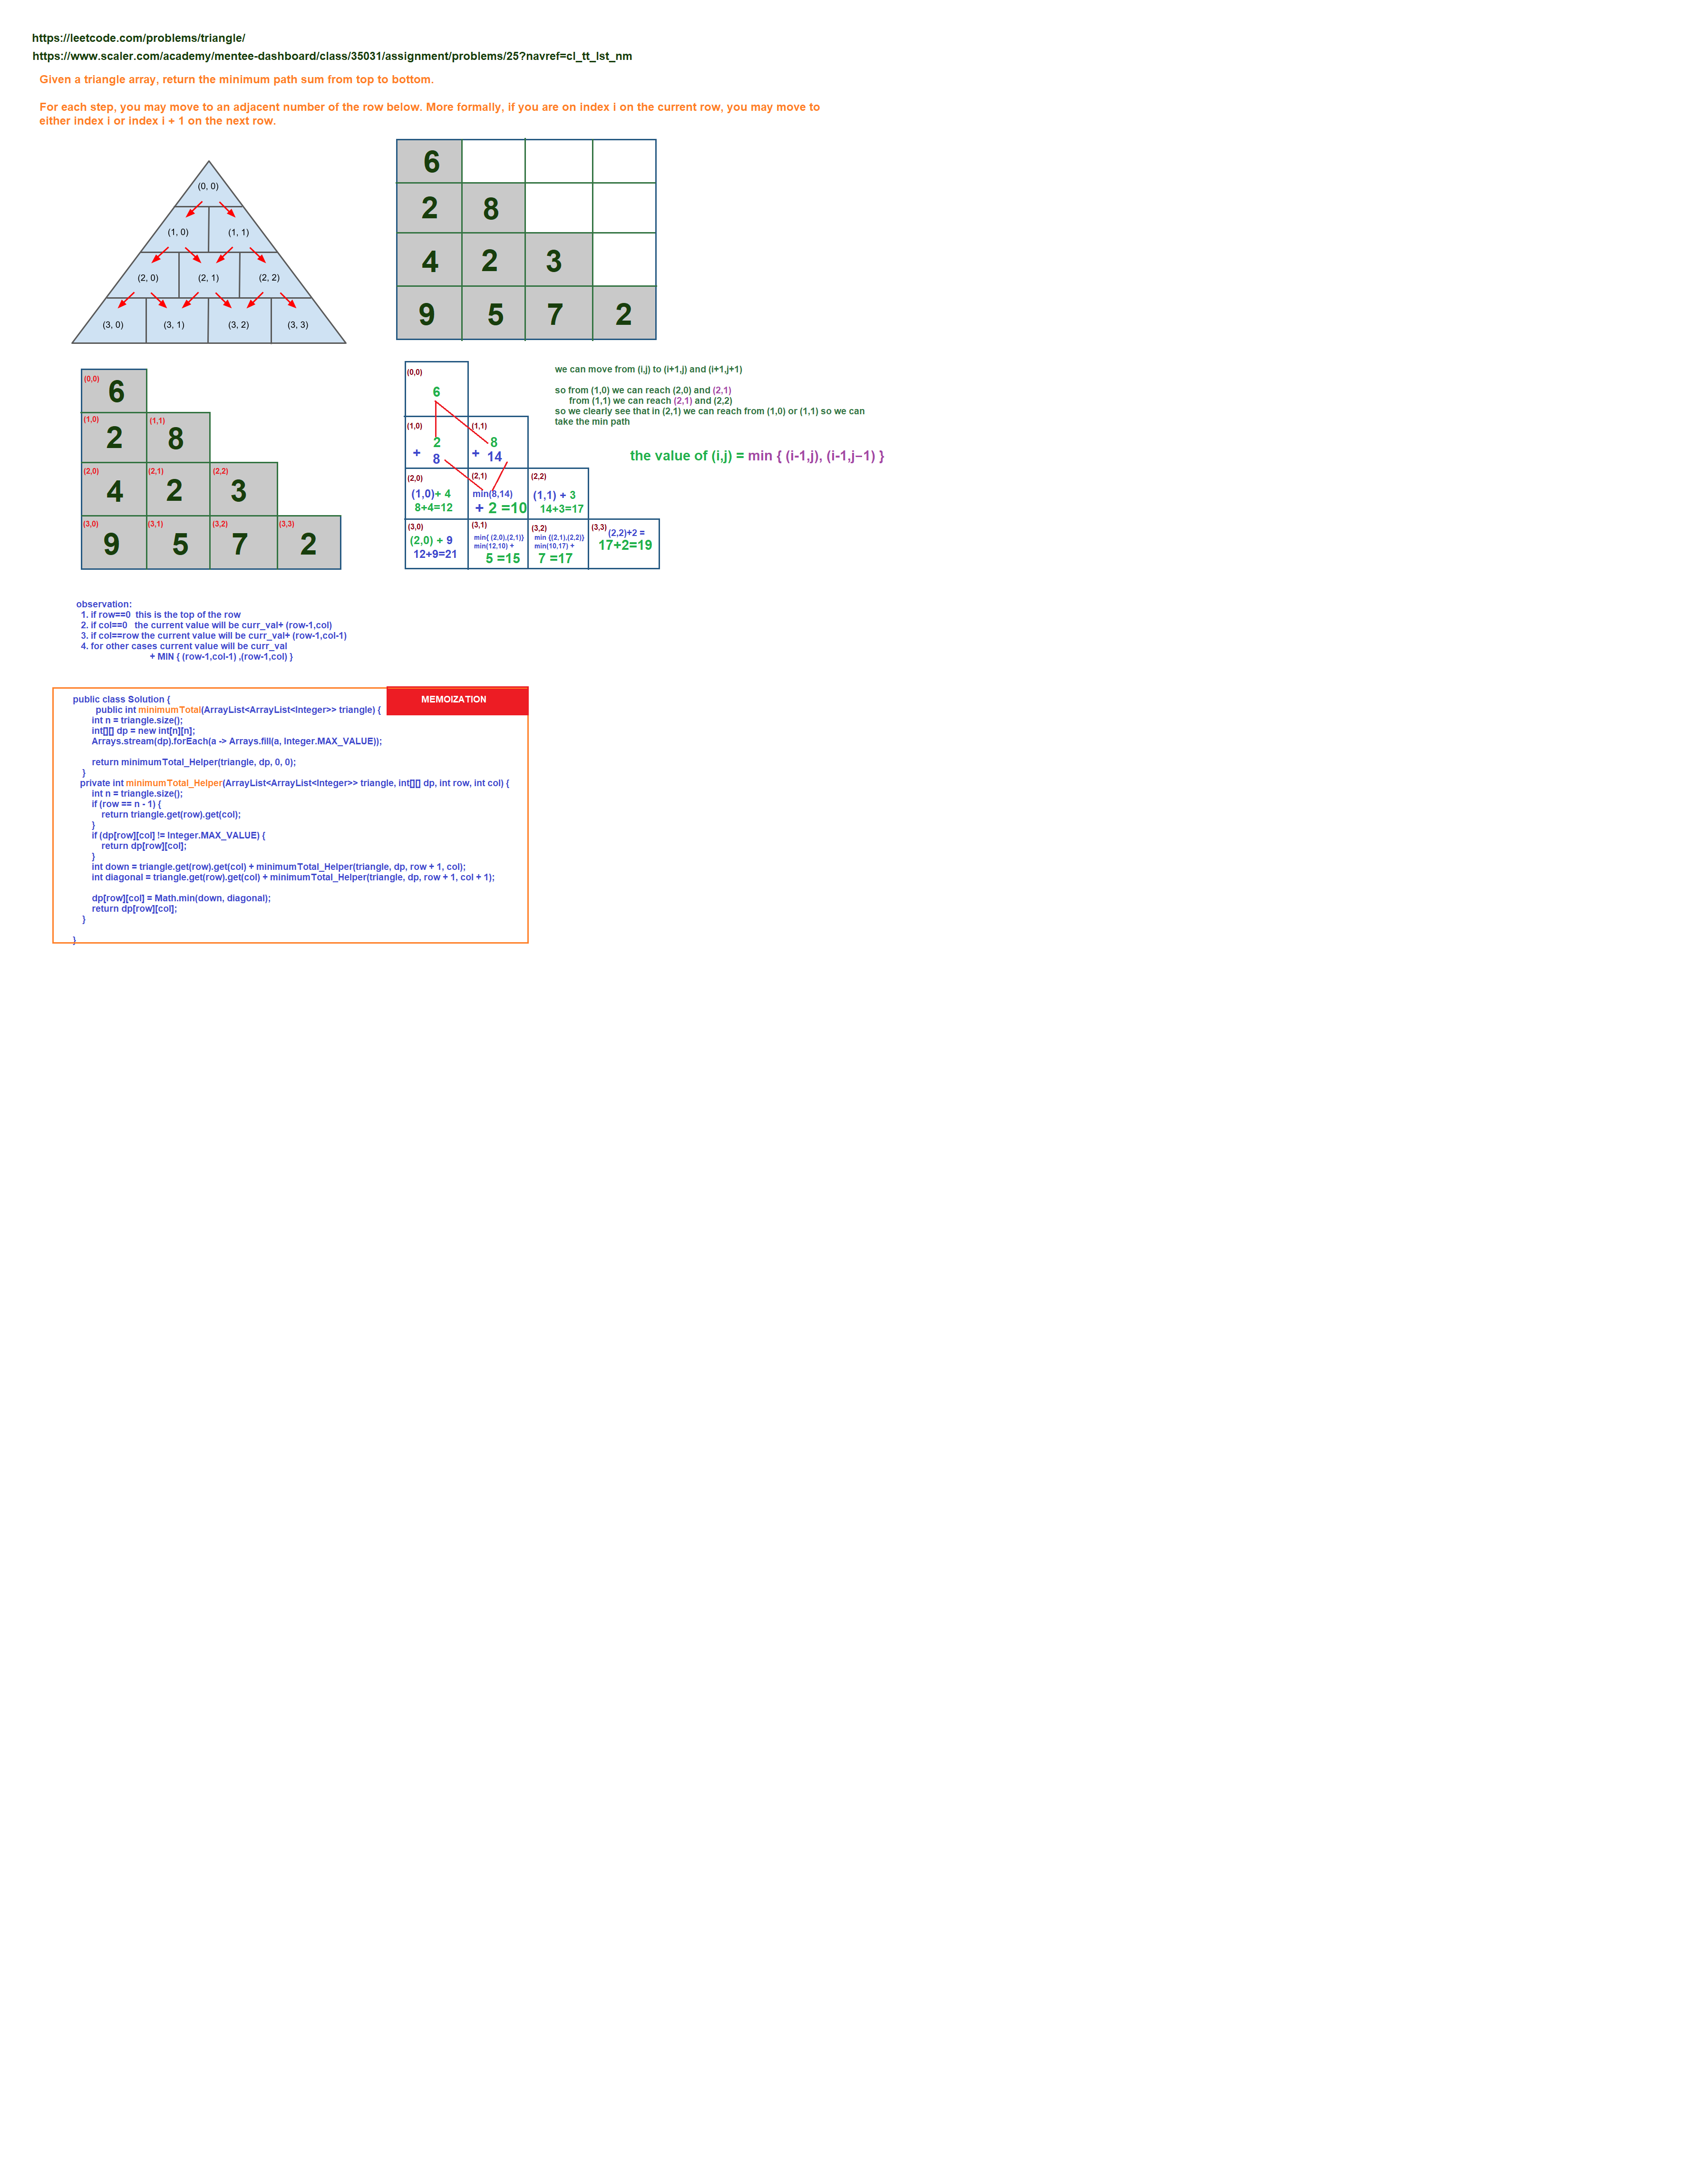 https://leetcode.com/problems/triangle/
https://www.scaler.com/academy/mentee-dashboard/class/35031/assignment/problems/25?navref=cl_tt_lst_nm
Given a triangle array, return the minimum path sum from top to bottom.
For each step, you may move to an adjacent number of the row below. More formally, if you are on index i on the current row, you may move to
either index i or index i + 1 on the next row.
(0, 0)
(1, 0) (1, 1)
(2, 0) (2, 1) (2, 2)
(3, 0) (3, 1) (3, 2) (3, 3)
6
2 8
4 2 3
9 5 7 2
(0,0)
6
(1,0) (1,1)
2 8
(2,0) (2,1) (2,2)
4 2 3
(3,0) (3,1) (3,2) (3,3)
9 5 7 2
(0,0)
6
(1,0) (1,1)
2 8
+ 8 + 14
(2,0) (2,1) (2,2)
(1,0)+ 4 min(8,14) (1,1) + 3
8+4=12 + 2 =10 14+3=17
(3,0) (3,1) (3,2) (3,3)
(2,0) + 9 min{ (2,0),(2,1)} min {(2,1),(2,2)} (2,2)+2 =
12+9=21 min(12,10) + min(10,17) + 17+2=19
5 =15 7 =17
we can move from (i,j) to (i+1,j) and (i+1,j+1)
so from (1,0) we can reach (2,0) and (2,1)
from (1,1) we can reach (2,1) and (2,2)
so we clearly see that in (2,1) we can reach from (1,0) or (1,1) so we can
take the min path
the value of (i,j) = min { (i-1,j), (i-1,j−1) }
observation:
1. if row==0 this is the top of the row
2. if col==0 the current value will be curr_val+ (row-1,col)
3. if col==row the current value will be curr_val+ (row-1,col-1)
4. for other cases current value will be curr_val
+ MIN { (row-1,col-1) ,(row-1,col) }
MEMOIZATION
public class Solution {
public int minimumTotal(ArrayList<ArrayList<Integer>> triangle) {
int n = triangle.size();
int[][] dp = new int[n][n];
Arrays.stream(dp).forEach(a -> Arrays.fill(a, Integer.MAX_VALUE));
return minimumTotal_Helper(triangle, dp, 0, 0);
}
private int minimumTotal_Helper(ArrayList<ArrayList<Integer>> triangle, int[][] dp, int row, int col) {
int n = triangle.size();
if (row == n - 1) {
return triangle.get(row).get(col);
}
if (dp[row][col] != Integer.MAX_VALUE) {
return dp[row][col];
}
int down = triangle.get(row).get(col) + minimumTotal_Helper(triangle, dp, row + 1, col);
int diagonal = triangle.get(row).get(col) + minimumTotal_Helper(triangle, dp, row + 1, col + 1);
dp[row][col] = Math.min(down, diagonal);
return dp[row][col];
}
}